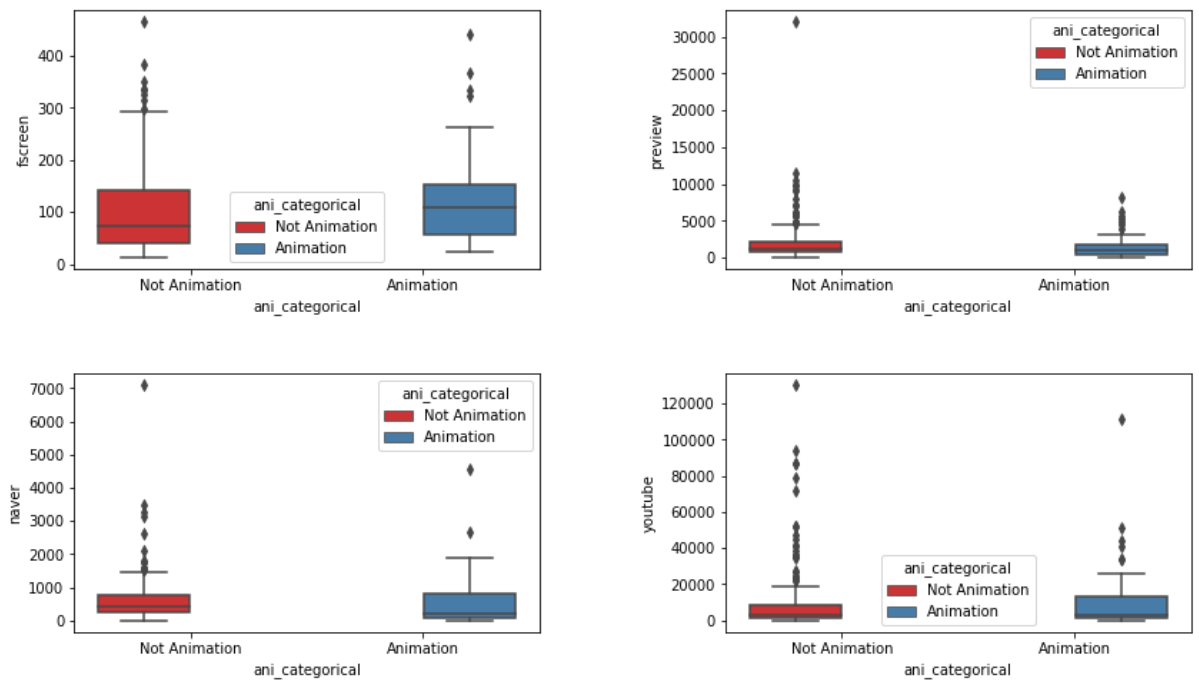 400
300
200
100
0
fscreen
ani_categorical
Not Animation
Animation
Not Animation
Animation
ani_categorical
30000
25000
20000
15000
10000
5000
0
preview
ani_categorical
Not Animation
Animation
Not Animation
Animation
ani_categorical
7000
6000
5000
4000
3000
2000
1000
0
naver
ani_categorical
Not Animation
Animation
Not Animation
Animation
ani_categorical
120000
100000
80000
60000
40000
20000
0
youtube
ani_categorical
Not Animation
Animation
Not Animation
Animation
ani_categorical